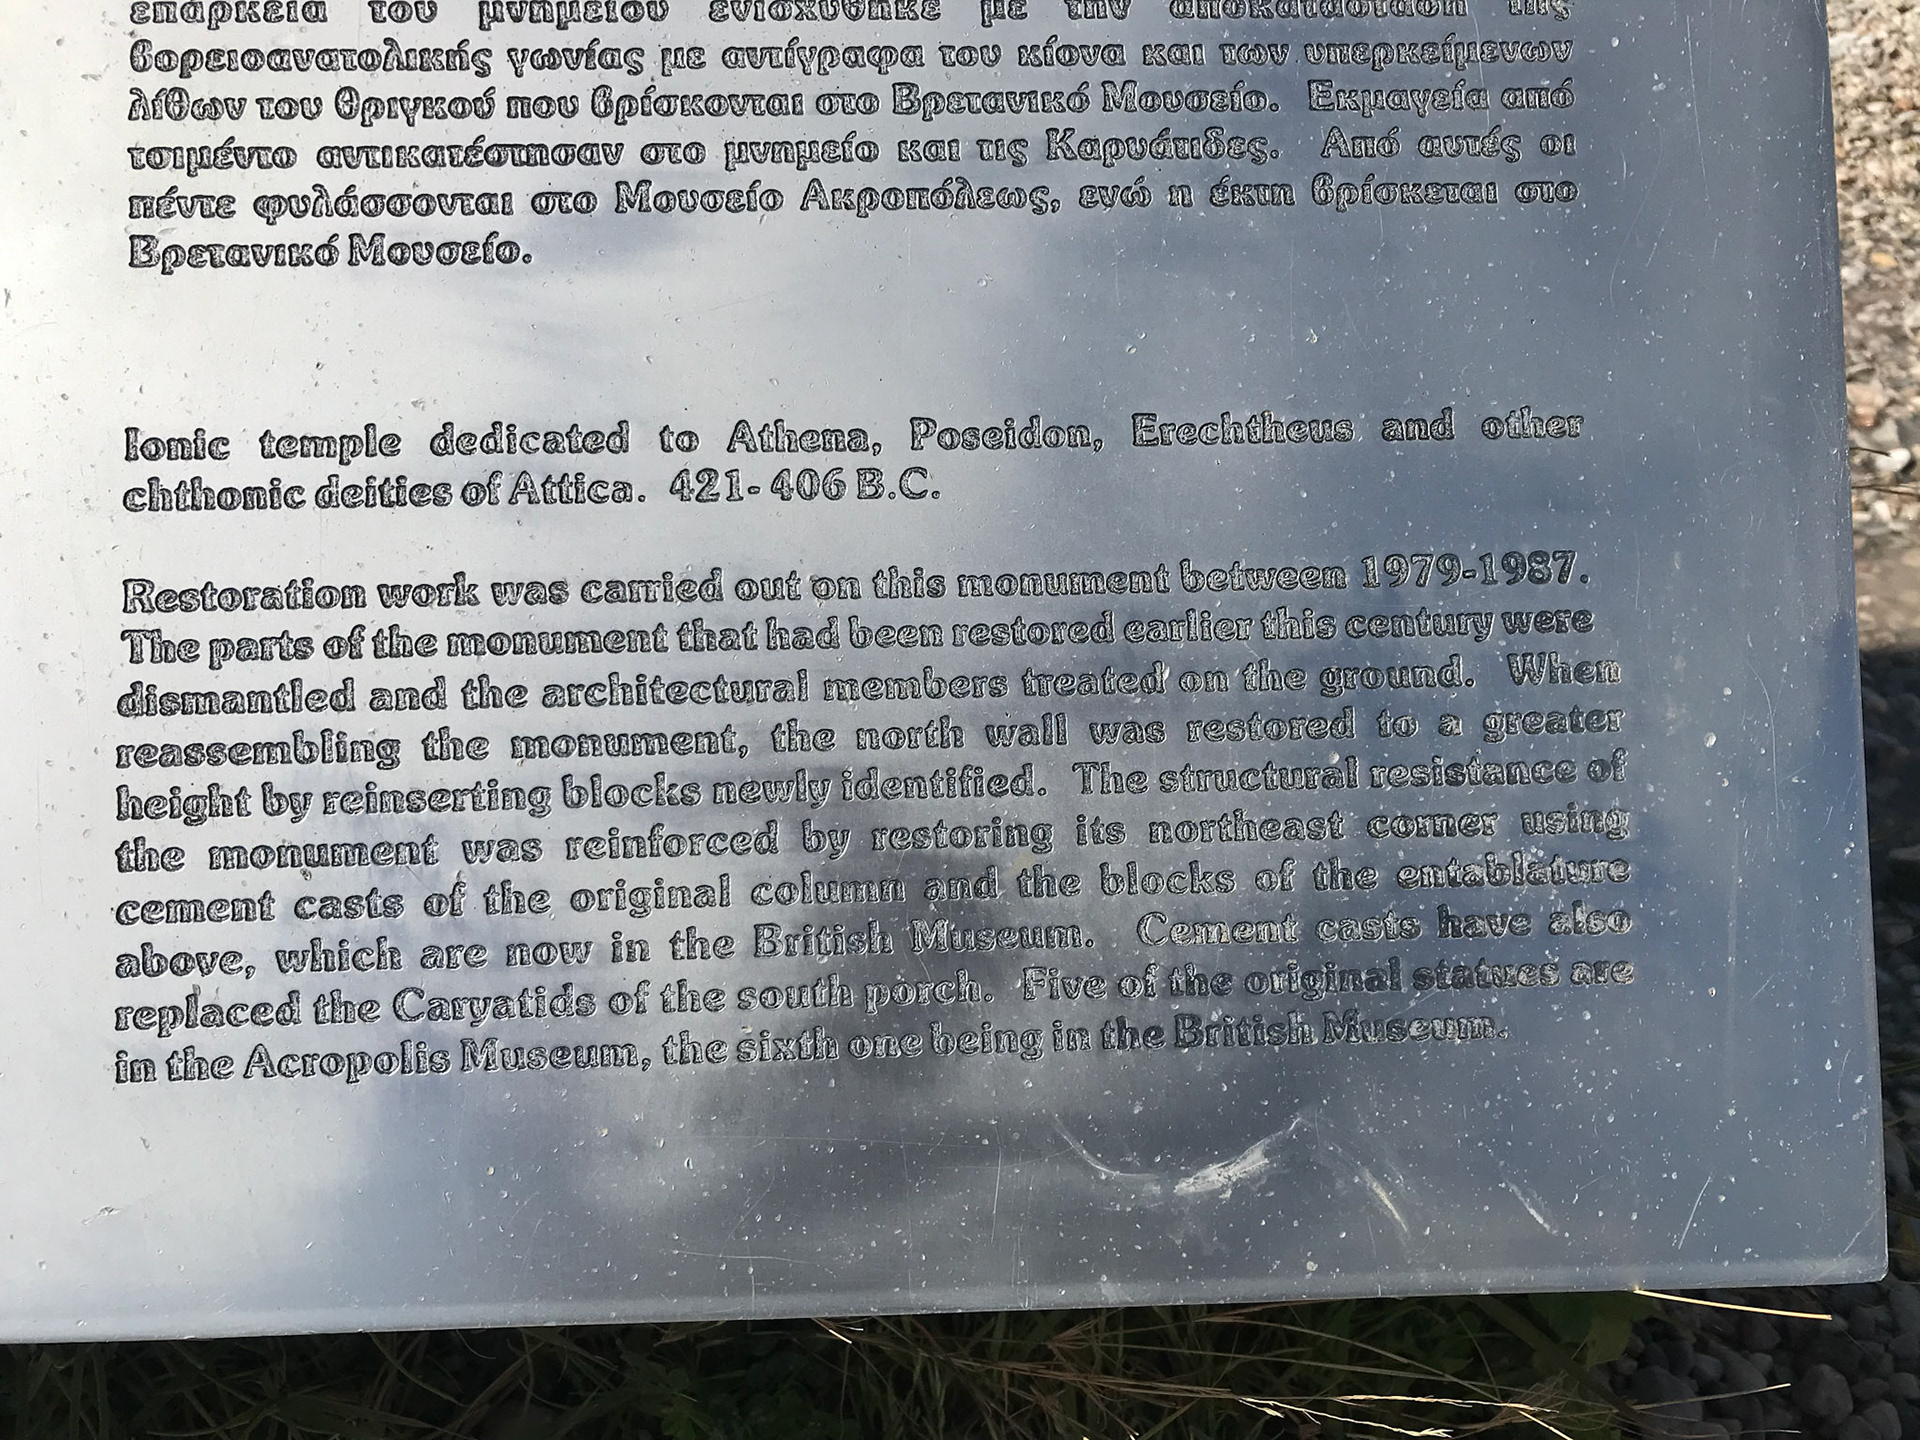 επάρκεια του μνημείου ενισχύθηκε με την αποκατάσταση της
βορειοανατολικής γωνίας με αντίγραφα του κίονα και των υπερκείμενων
λίθων του θριγκού που βρίσκονται στο Βρετανικό Μουσείο. Εκμαγεία από
τσιμέντο αντικατέστησαν στο μνημείο και τις Καρυάτιδες. Από αυτές οι
πέντε φυλάσσονται στο Μουσείο Ακροπόλεως, ενώ η έκτη βρίσκεται στο
Βρετανικό Μουσείο.
Ionic temple dedicated to Athena, Poseidon, Erechtheus and other
chthonic deities of Attica. 421-406 B.C.
Restoration work was carried out on this monument between 1979-1987.
The parts of the monument that had been restored earlier this century were
dismantled and the architectural members treated on the ground. When
reassembling the monument, the north wall was restored to a greater
height by reinserting blocks newly identified. The structural resistance of
the monument was reinforced by restoring its northeast corner using
cement casts of the original column and the blocks of the entablature
above, which are now in the British Museum. Cement casts have also
replaced the Caryatids of the south porch. Five of the original statues are
in the Acropolis Museum, the sixth one being in the British Museum.